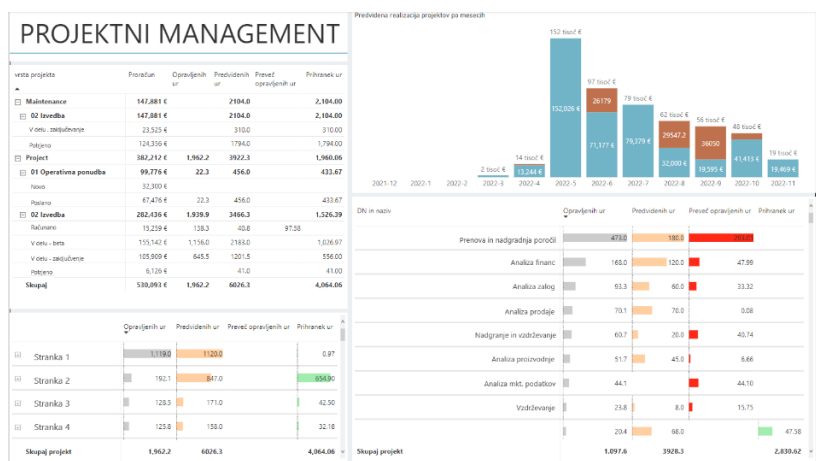 PROJEKTNI MANAGEMENT
vrsta projekta Proračun Opravljenih ur Predvidenih ur Preveč opravljenih ur Prihranek ur
Maintenance 147,881 € 2104.0 2,104.00
02 Izvedba 147,881 € 2104.0 2,104.00
V delu - zaključevanje 23,525 € 310.0 310.00
Potrjeno 124,356 € 1794.0 1,794.00
Project 382,212 € 1,962.2 3922.3 1,960.06
01 Operativna ponudba 99,776 € 22.3 456.0 433.67
Novo 32,300 €
Poslano 67,476 € 22.3 456.0 433.67
02 Izvedba 282,436 € 1,939.9 3466.3 1,526.39
Računano 15,259 € 138.3 40.8 97.58
V delu - beta 155,142 € 1,156.0 2183.0 1,026.97
V delu - zaključvenje 105,909 € 645.5 1201.5 556.00
Potrjeno 6,126 € 41.0 41.00
Skupaj 530,093 € 1,962.2 6026.3 4,064.06
Opravljenih ur Predvidenih ur Preveč opravljenih ur Prihranek ur
Stranka 1 1,119.0 1120.0 0.97
Stranka 2 192.1 847.0 654.90
Stranka 3 128.5 171.0 42.50
Stranka 4 125.8 158.0 32.18
Skupaj projekt 1,962.2 6026.3 4,064.06
Predvidena realizacija projektov po mesecih
152 tisoč €
97 tisoč €
79 tisoč €
62 tisoč €
56 tisoč €
48 tisoč €
19 tisoč €
14 tisoč €
2 tisoč €
152,026 €
26179
71,177 €
79,379 €
29547.2
32,000 €
36050
19,595 €
41,413 €
19,469 €
13,244 €
2021-12 2022-1 2022-2 2022-3 2022-4 2022-5 2022-6 2022-7 2022-8 2022-9 2022-10 2022-11
DN in naziv Opravljenih ur Predvidenih ur Preveč opravljenih ur Prihranek ur
Prenova in nadgradnja poročil 473.0 180.0
Analiza financ 168.0 120.0 47.99
Analiza zalog 93.3 60.0 33.32
Analiza prodaje 70.1 70.0 0.08
Nadgranje in vzdrževanje 60.7 20.0 40.74
Analiza proizvodnje 51.7 45.0 6.66
Analiza mkt. podatkov 44.1 44.10
Vzdrževanje 23.8 8.0 15.75
20.4 68.0 47.58
Skupaj projekt 1.097.6 3928.3 2,830.62